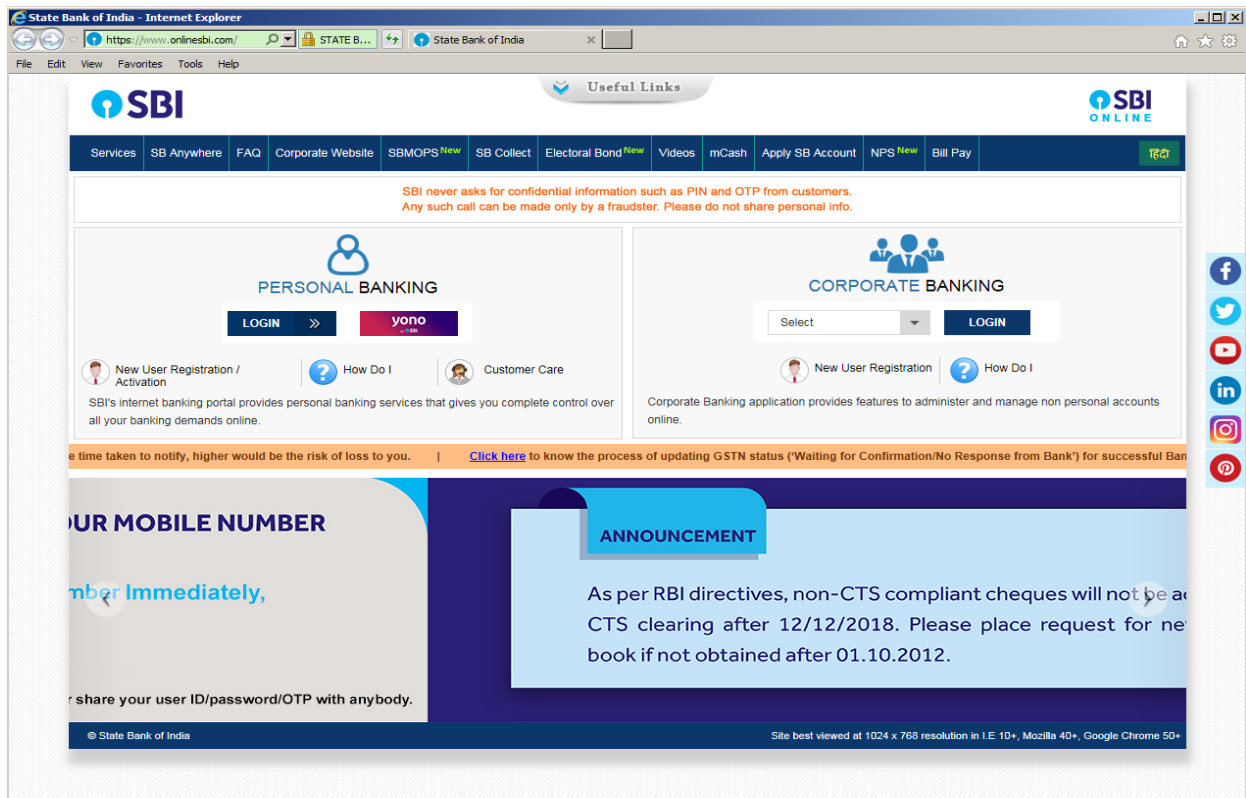 State Bank of India - Internet Explorer
https://www.onlinesbi.com/ STATE B... State Bank of India
File Edit View Favorites Tools Help
Useful Links
SBI
SBI
ONLINE
Services SB Anywhere FAQ Corporate Website SBMOPS New SB Collect Electoral Bond New Videos mCash Apply SB Account NPS New Bill Pay हिंदी
SBI never asks for confidential information such as PIN and OTP from customers.
Any such call can be made only by a fraudster. Please do not share personal info.
PERSONAL BANKING
LOGIN » yono
by SBI
New User Registration /
Activation
How Do I
Customer Care
SBI's internet banking portal provides personal banking services that gives you complete control over
all your banking demands online.
CORPORATE BANKING
Select LOGIN
New User Registration
How Do I
Corporate Banking application provides features to administer and manage non personal accounts
online.
e time taken to notify, higher would be the risk of loss to you. | Click here to know the process of updating GSTN status ('Waiting for Confirmation/No Response from Bank') for successful Ban
OUR MOBILE NUMBER
mber Immediately,
r share your user ID/password/OTP with anybody.
ANNOUNCEMENT
As per RBI directives, non-CTS compliant cheques will not be ac
CTS clearing after 12/12/2018. Please place request for ne
book if not obtained after 01.10.2012.
© State Bank of India
Site best viewed at 1024 x 768 resolution in I.E 10+, Mozilla 40+, Google Chrome 50+